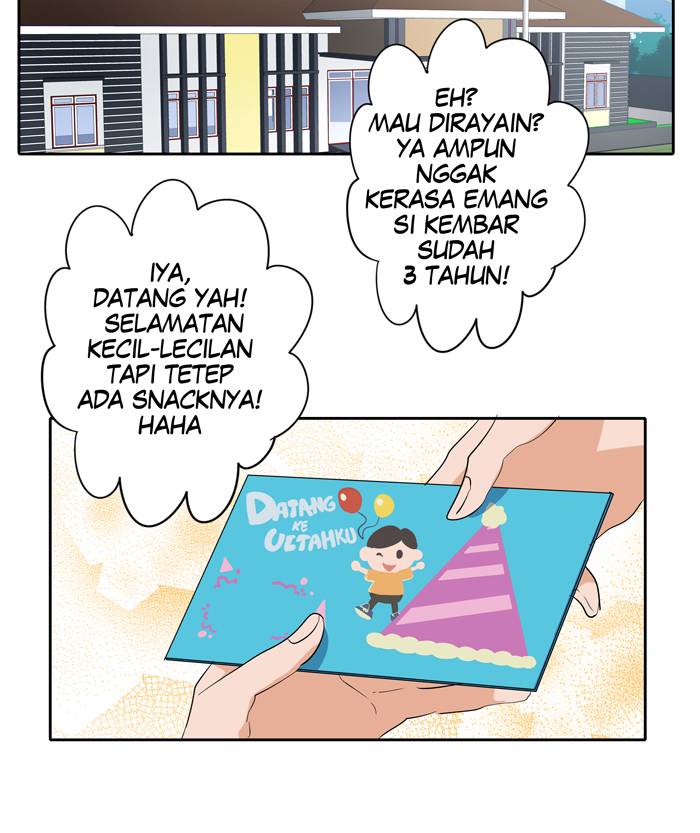 EH?
MAU DIRAYAIN?
YA AMPUN
NGGAK
KERASA EMANG
SI KEMBAR
SUDAH
3 TAHUN!
IYA,
DATANG YAH!
SELAMATAN
KECIL-LECILAN
TAPI TETEP
ADA SNACKNYA!
HAHA
DATANG
KE
ULTAHKU